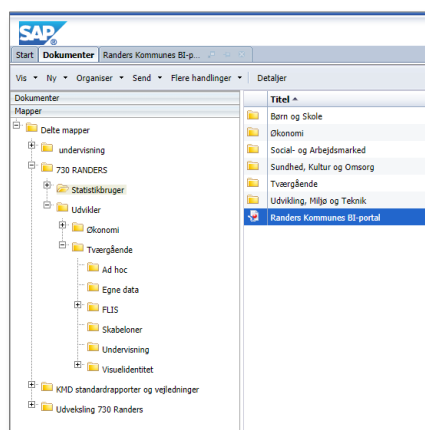 SAP
Start Dokumenter Randers Kommunes BI-p...
Vis Ny Organiser Send Flere handlinger Detaljer
Dokumenter
Mapper
Delte mapper
undervisning
730 RANDERS
Statistikbruger
Udvikler
Økonomi
Tværgående
Ad hoc
Egne data
FLIS
Skabeloner
Undervisning
Visuelidentitet
KMD standardrapporter og vejledninger
Udveksling 730 Randers
Titel
Børn og Skole
Økonomi
Social- og Arbejdsmarked
Sundhed, Kultur og Omsorg
Tværgående
Udvikling, Miljø og Teknik
Randers Kommunes BI-portal